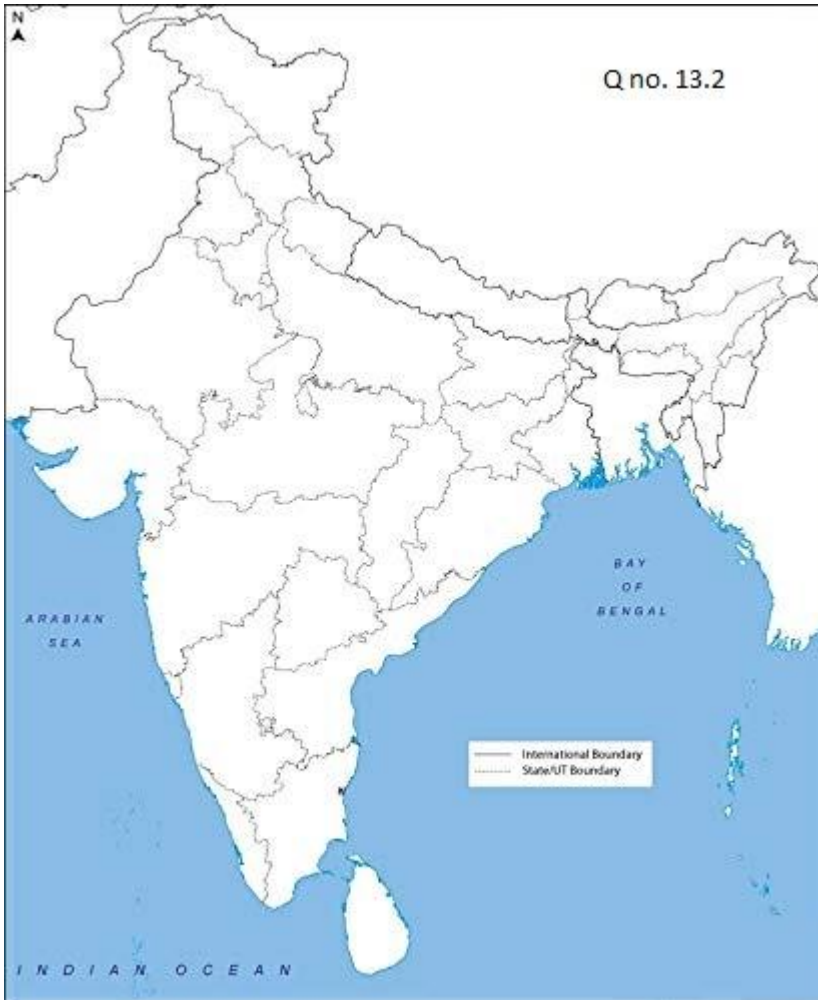 N
Q no. 13.2
BAY
OF
BENGAL
ARABIAN
SEA
International Boundary
State/UT Boundary
INDIAN OCEAN